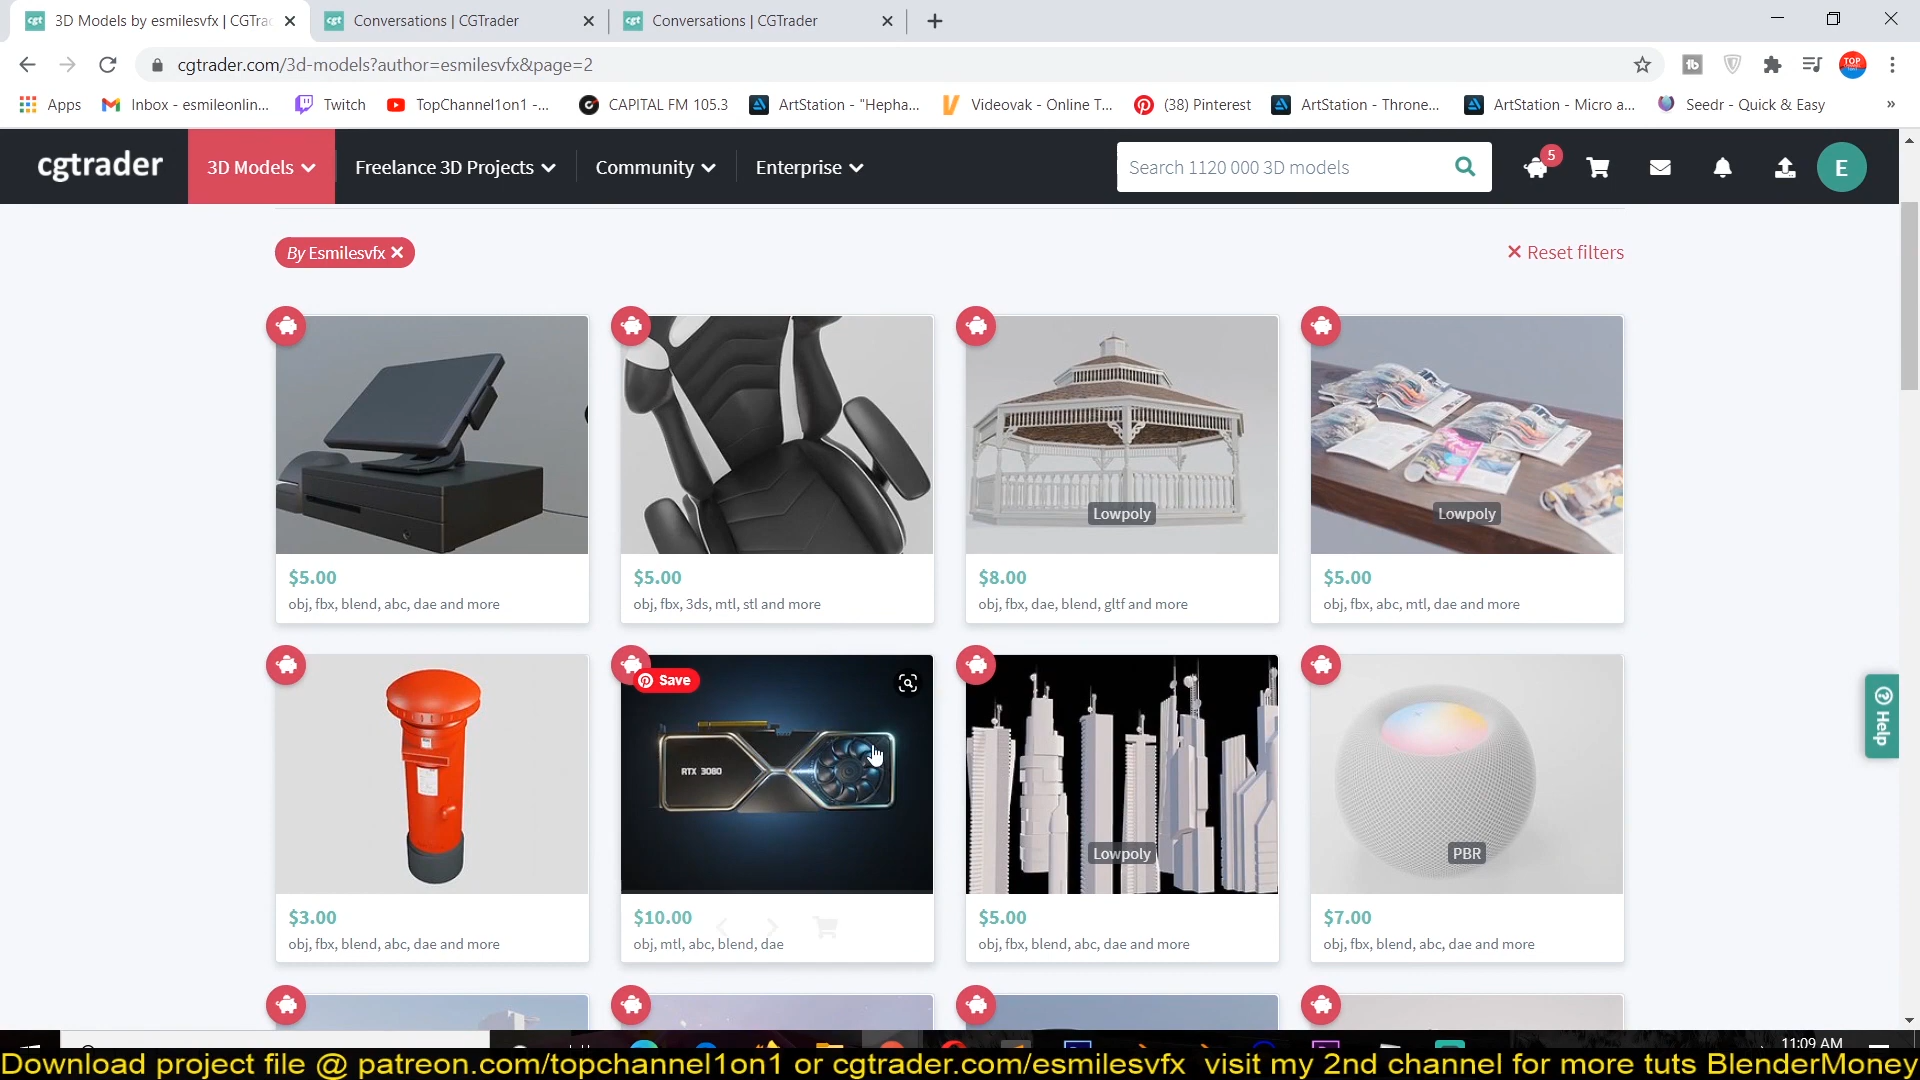 3D Models by esmilesvfx | CGTra
Conversations | CGTrader
Conversations | CGTrader
cgtrader.com/3d-models?author=esmilesvfx&page=2
Apps
Inbox - esmileonlin...
Twitch
TopChannel1on1 -...
CAPITAL FM 105.3
ArtStation - "Hepha...
Videovak - Online T...
(38) Pinterest
ArtStation - Throne...
ArtStation - Micro a...
Seedr - Quick & Easy
»
cgtrader
3D Models
Freelance 3D Projects
Community
Enterprise
Search 1120 000 3D models
5
E
By Esmilesvfx
Reset filters
Lowpoly
Lowpoly
$5.00
obj, fbx, blend, abc, dae and more
$5.00
obj, fbx, 3ds, mtl, stl and more
$8.00
obj, fbx, dae, blend, gltf and more
$5.00
obj, fbx, abc, mtl, dae and more
Save
RTX 3080
Lowpoly
PBR
Help
$3.00
obj, fbx, blend, abc, dae and more
$10.00
obj, mtl, abc, blend, dae
$5.00
obj, fbx, blend, abc, dae and more
$7.00
obj, fbx, blend, abc, dae and more
11:09 AM
Download project file @ patreon.com/topchannel1on1 or cgtrader.com/esmilesvfx visit my 2nd channel for more tuts BlenderMoney